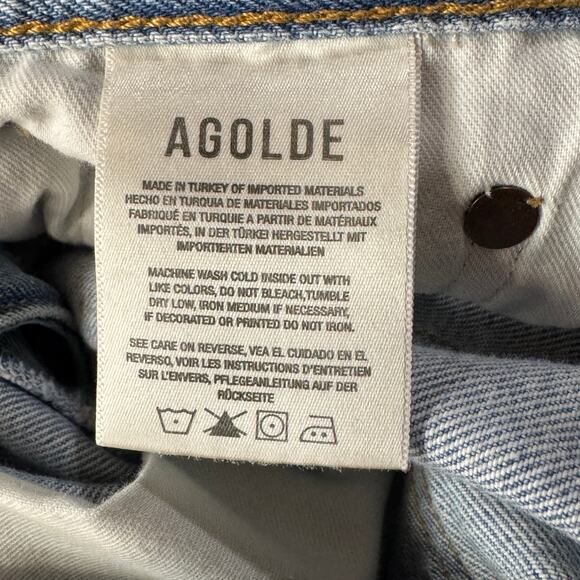 AGOLDE
MADE IN TURKEY OF IMPORTED MATERIALS
HECHO EN TURQUIA DE MATERIALES IMPORTADOS
FABRIQUÉ EN TURQUIE A PARTIR DE MATÉRIAUX
IMPORTÉS, IN DER TÜRKEI HERGESTELLT MIT
IMPORTIERTEN MATERIALIEN
MACHINE WASH COLD INSIDE OUT WITH
LIKE COLORS, DO NOT BLEACH,TUMBLE
DRY LOW, IRON MEDIUM IF NECESSARY,
IF DECORATED OR PRINTED DO NOT IRON.
SEE CARE ON REVERSE, VEA EL CUIDADO EN EL
REVERSO, VOIR LES INSTRUCTIONS D'ENTRETIEN
SUR L'ENVERS, PFLEGEANLEITUNG AUF DER
RÜCKSEITE